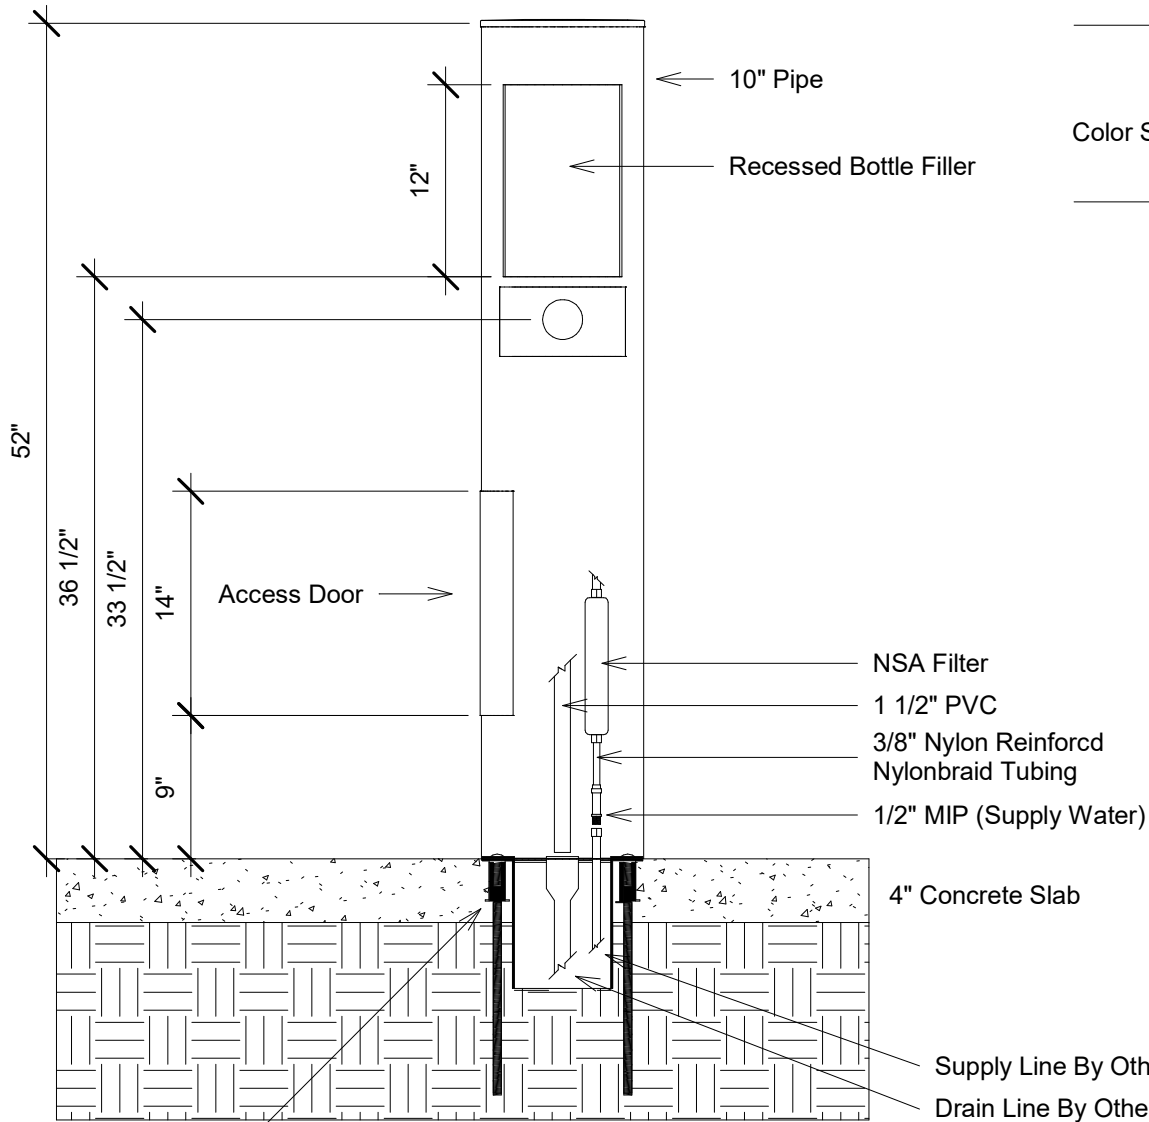 10" Pipe
Color S
Recessed Bottle Filler
12"
52"
36 1/2"
33 1/2"
14"
Access Door
NSA Filter
1 1/2" PVC
3/8" Nylon Reinforcd
Nylonbraid Tubing
9"
1/2" MIP (Supply Water)
4" Concrete Slab
Supply Line By Oth
Drain Line By Othe